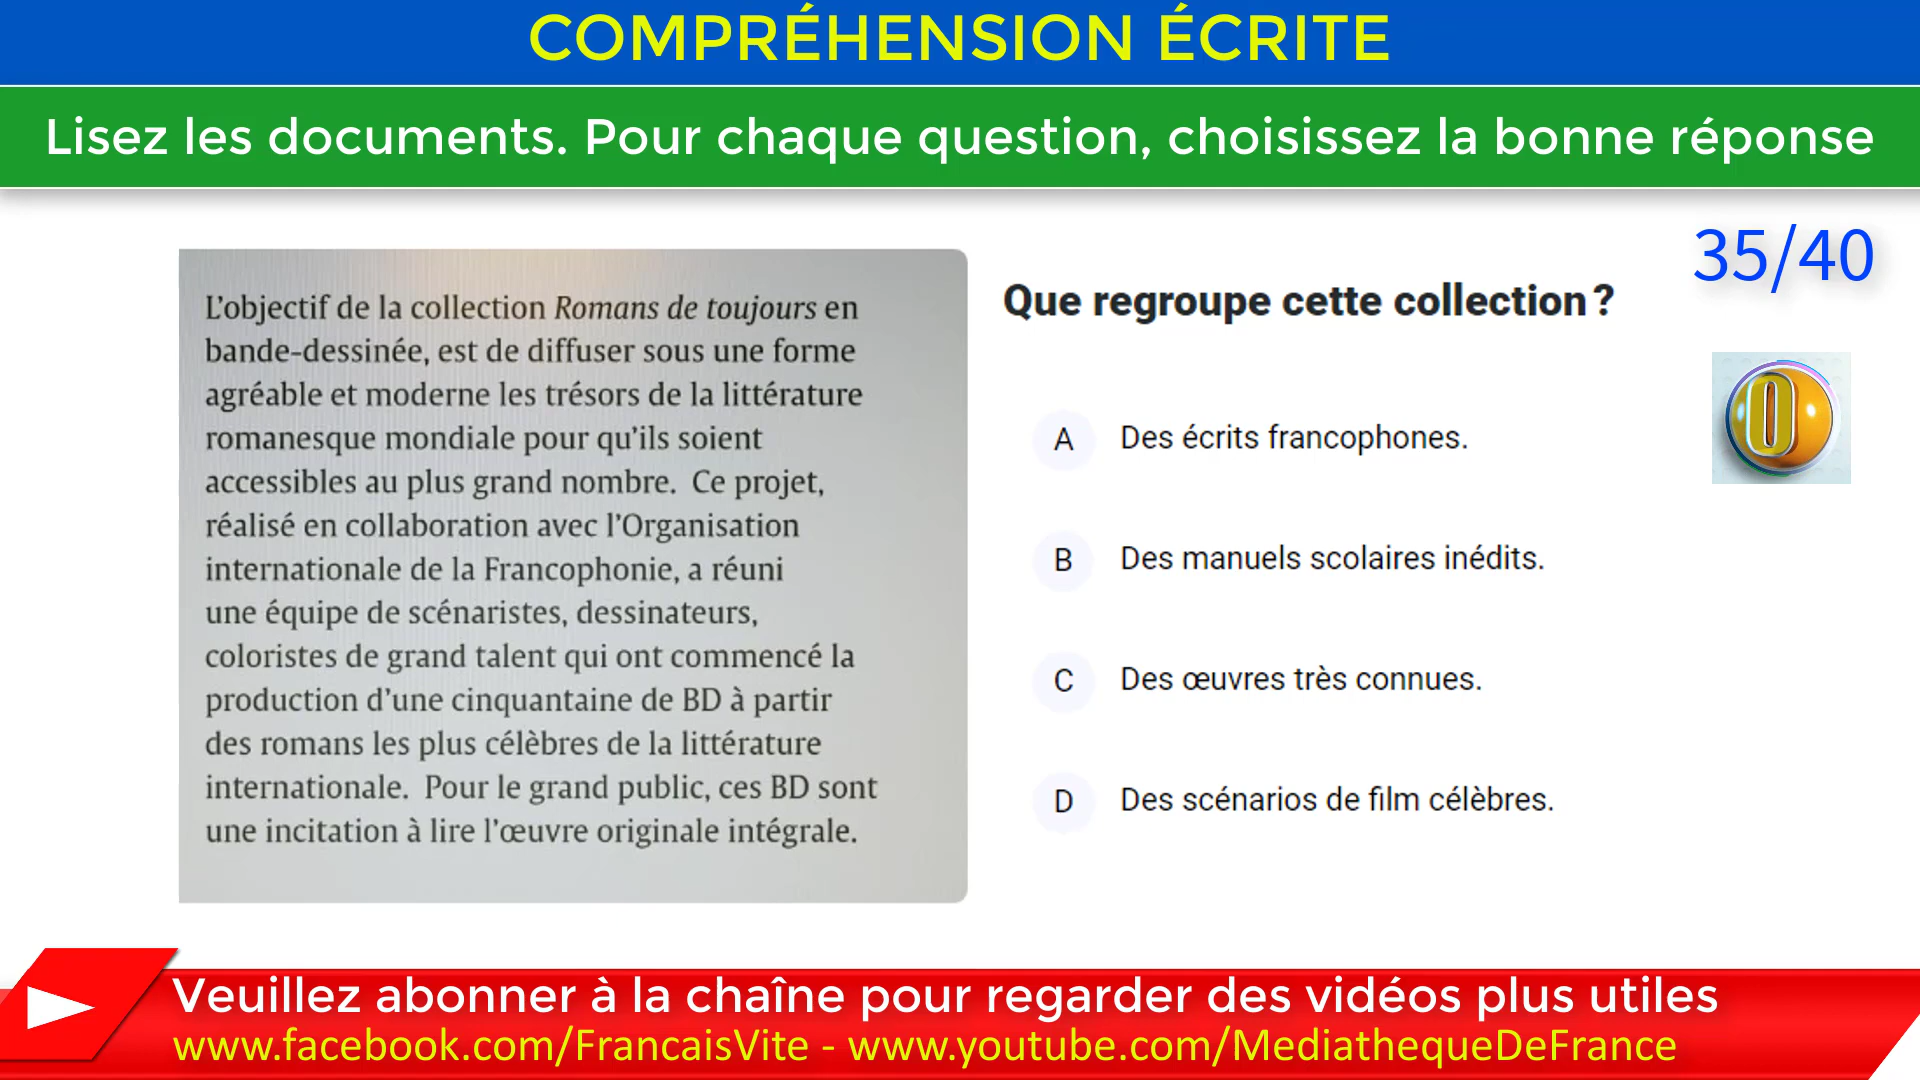 COMPRÉHENSION ÉCRITE
Lisez les documents. Pour chaque question, choisissez la bonne réponse
35/40
L'objectif de la collection Romans de toujours en
bande-dessinée, est de diffuser sous une forme
agréable et moderne les trésors de la littérature
romanesque mondiale pour qu'ils soient
accessibles au plus grand nombre. Ce projet,
réalisé en collaboration avec l'Organisation
internationale de la Francophonie, a réuni
une équipe de scénaristes, dessinateurs,
coloristes de grand talent qui ont commencé la
production d'une cinquantaine de BD à partir
des romans les plus célèbres de la littérature
internationale. Pour le grand public, ces BD sont
une incitation à lire l'œuvre originale intégrale.
Que regroupe cette collection ?
0
A Des écrits francophones.
B Des manuels scolaires inédits.
C Des œuvres très connues.
D Des scénarios de film célèbres.
Veuillez abonner à la chaîne pour regarder des vidéos plus utiles
www.facebook.com/FrancaisVite - www.youtube.com/MediathequeDeFrance